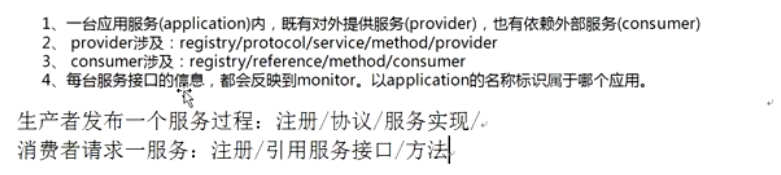 1、一台应用服务(application)内，既有对外提供服务(provider)，也有依赖外部服务(consumer)
2、 provider涉及：registry/protocol/service/method/provider
3、 consumer涉及：registry/reference/method/consumer
4、每台服务接口的信息，都会反映到monitor。以application的名称标识属于哪个应用。
生产者发布一个服务过程：注册/协议/服务实现/
消费者请求一服务：注册/引用服务接口/方法